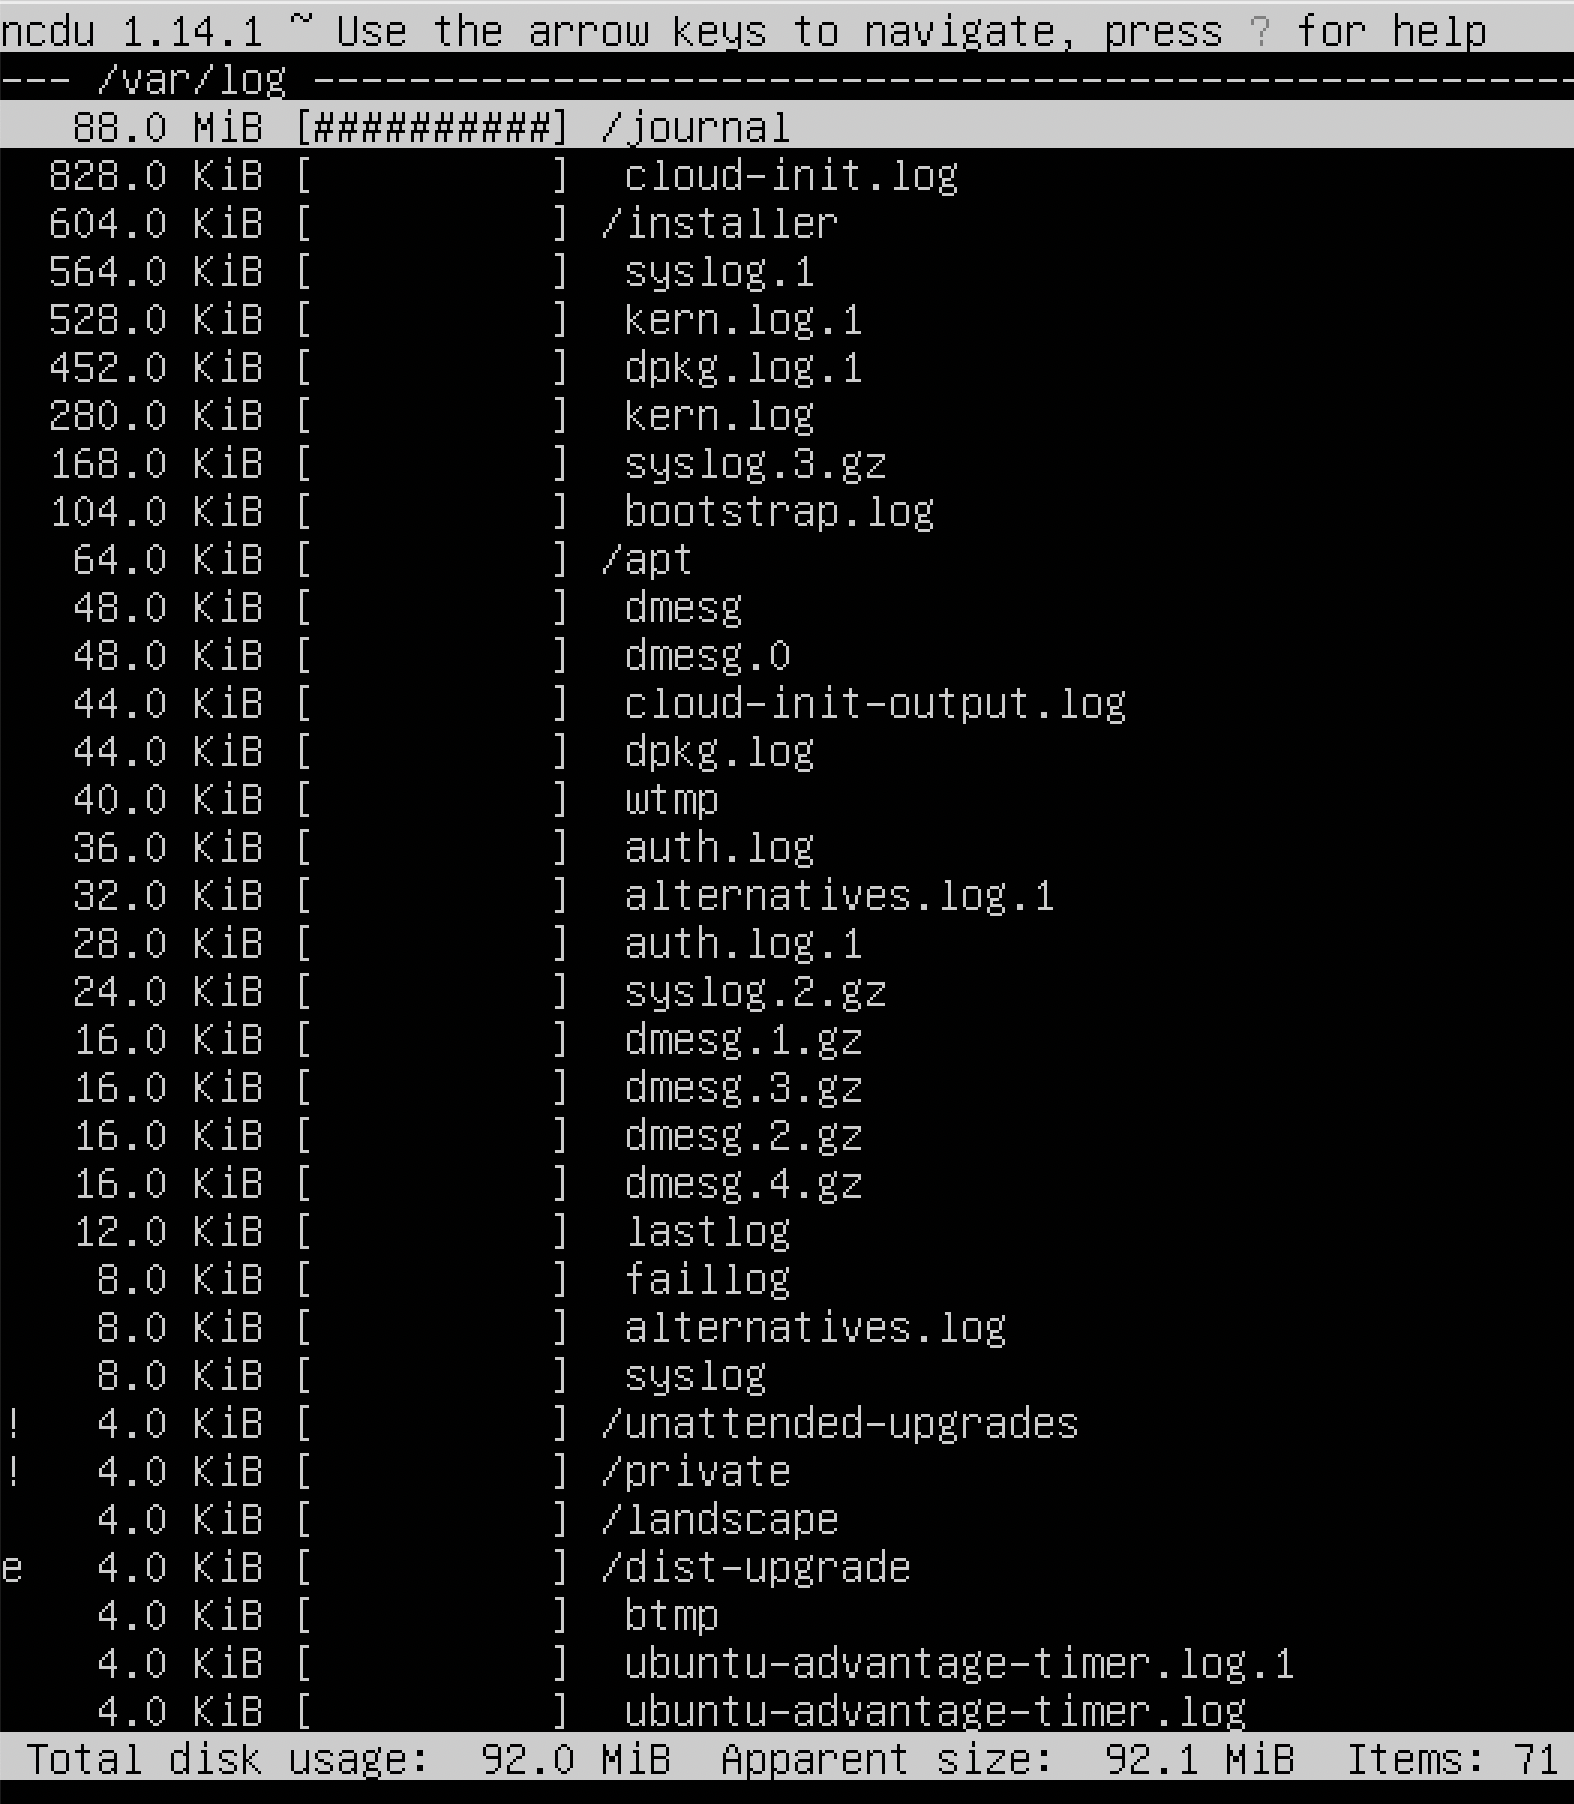 ncdu 1.14.1 ~ Use the arrow keys to navigate, press ? for help
--- /var/log -----------------------------------------------------
   88.0 MiB [##########] /journal
  828.0 KiB [          ]  cloud-init.log
  604.0 KiB [          ] /installer
  564.0 KiB [          ]  syslog.1
  528.0 KiB [          ]  kern.log.1
  452.0 KiB [          ]  dpkg.log.1
  280.0 KiB [          ]  kern.log
  168.0 KiB [          ]  syslog.3.gz
  104.0 KiB [          ]  bootstrap.log
   64.0 KiB [          ] /apt
   48.0 KiB [          ]  dmesg
   48.0 KiB [          ]  dmesg.0
   44.0 KiB [          ]  cloud-init-output.log
   44.0 KiB [          ]  dpkg.log
   40.0 KiB [          ]  wtmp
   36.0 KiB [          ]  auth.log
   32.0 KiB [          ]  alternatives.log.1
   28.0 KiB [          ]  auth.log.1
   24.0 KiB [          ]  syslog.2.gz
   16.0 KiB [          ]  dmesg.1.gz
   16.0 KiB [          ]  dmesg.3.gz
   16.0 KiB [          ]  dmesg.2.gz
   16.0 KiB [          ]  dmesg.4.gz
   12.0 KiB [          ]  lastlog
    8.0 KiB [          ]  faillog
    8.0 KiB [          ]  alternatives.log
    8.0 KiB [          ]  syslog
!   4.0 KiB [          ] /unattended-upgrades
!   4.0 KiB [          ] /private
    4.0 KiB [          ] /landscape
e   4.0 KiB [          ] /dist-upgrade
    4.0 KiB [          ]  btmp
    4.0 KiB [          ]  ubuntu-advantage-timer.log.1
    4.0 KiB [          ]  ubuntu-advantage-timer.log
 Total disk usage:  92.0 MiB  Apparent size:  92.1 MiB  Items: 71